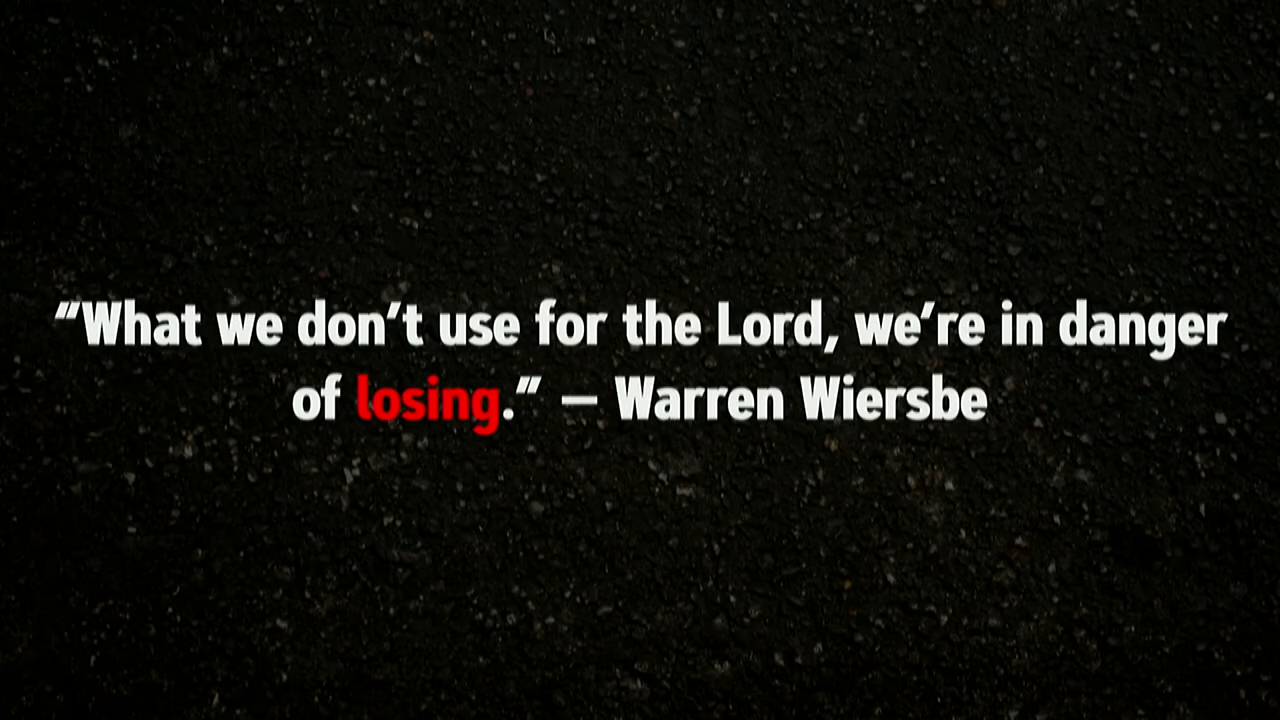 "What we don't use for the Lord, we're in danger
of losing." — Warren Wiersbe